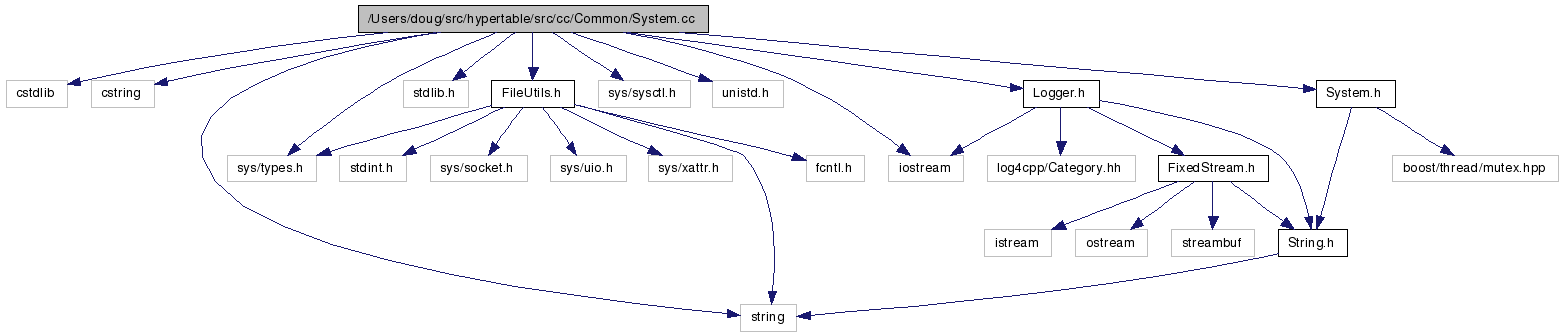 /Users/doug/src/hypertable/src/cc/Common/System.cc
cstdlib
cstring
stdlib.h
FileUtils.h
sys/sysctl.h
unistd.h
Logger.h
System.h
sys/types.h
stdint.h
sys/socket.h
sys/uio.h
sys/xattr.h
fcntl.h
iostream
log4cpp/Category.hh
FixedStream.h
boost/thread/mutex.hpp
istream
ostream
streambuf
String.h
string